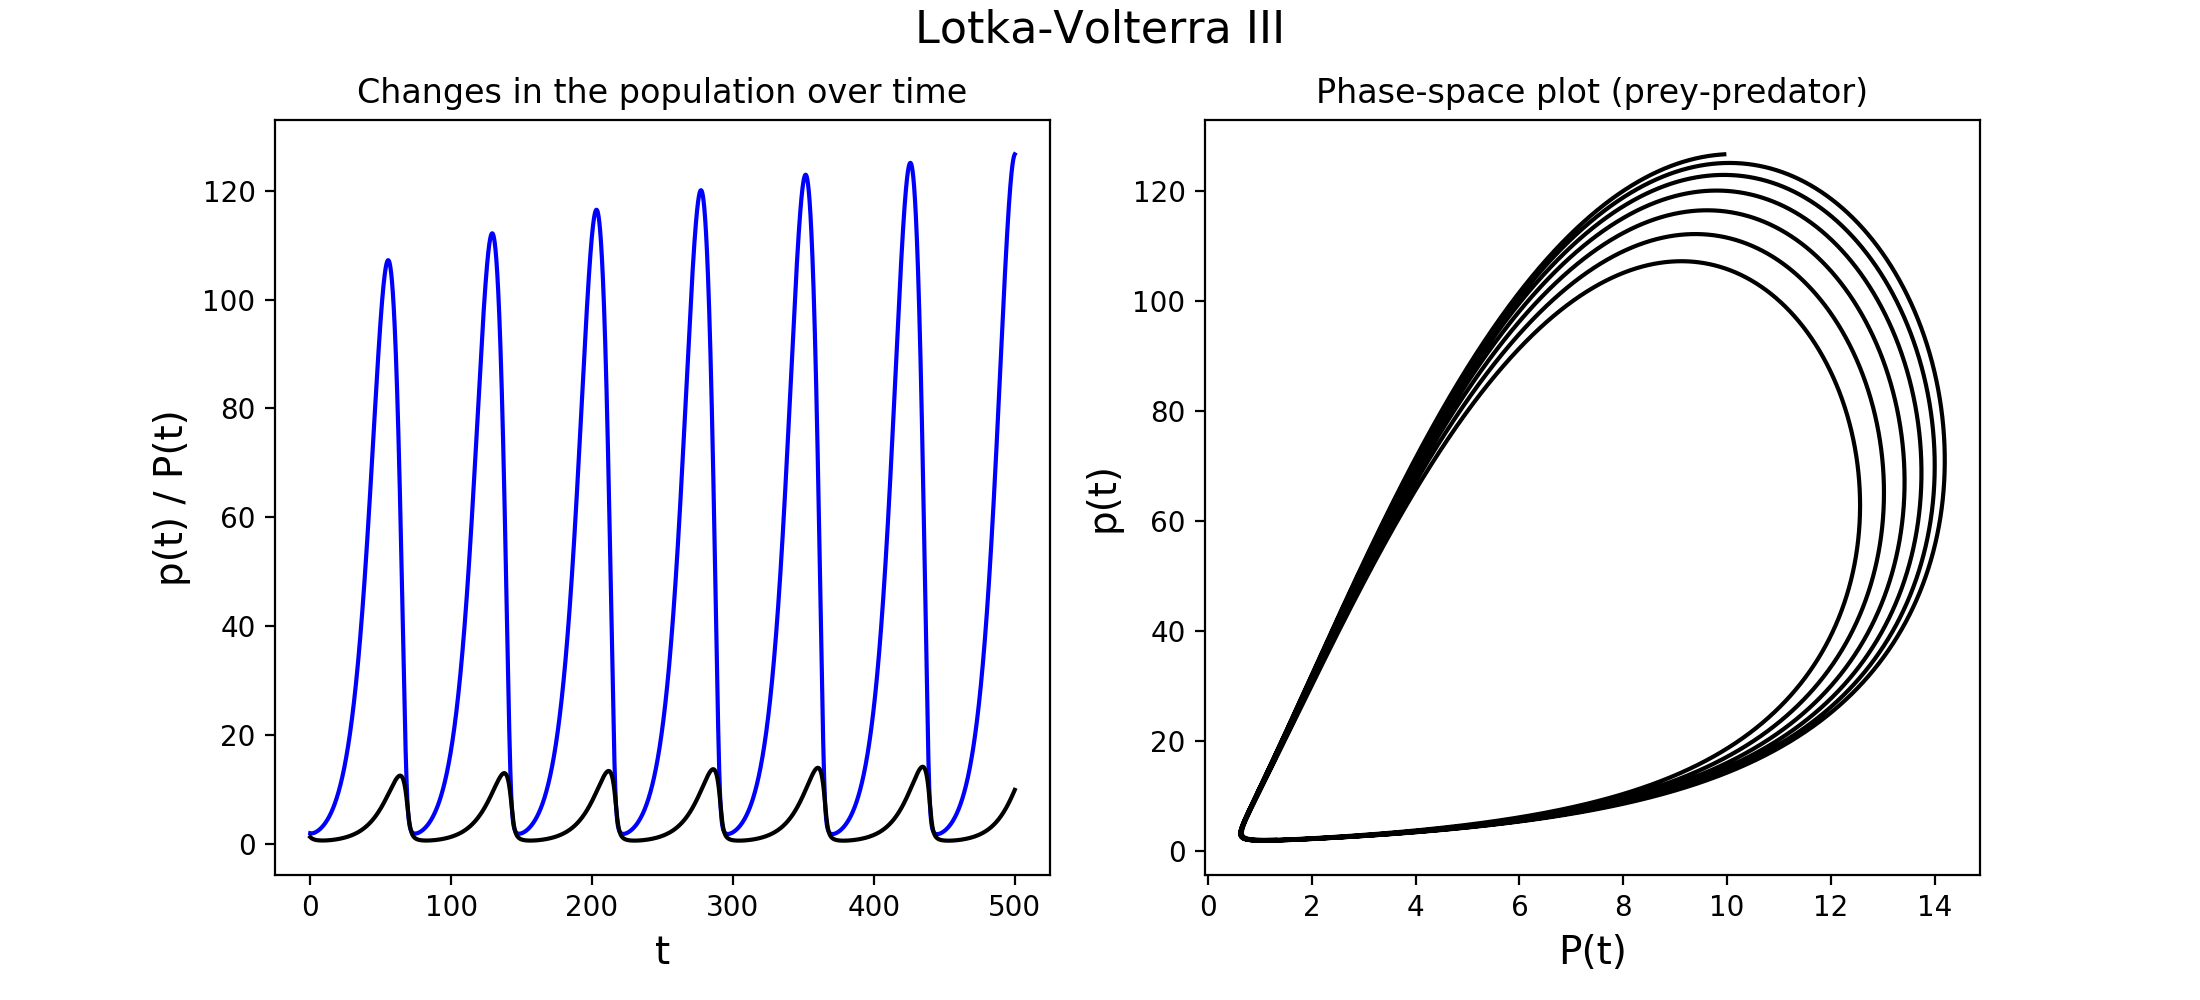 Lotka-Volterra III
Changes in the population over time
p(t) / P(t)
120
100
80
60
40
20
0
0 100 200 300 400 500
t
Phase-space plot (prey-predator)
p(t)
120
100
80
60
40
20
0
0 2 4 6 8 10 12 14
P(t)